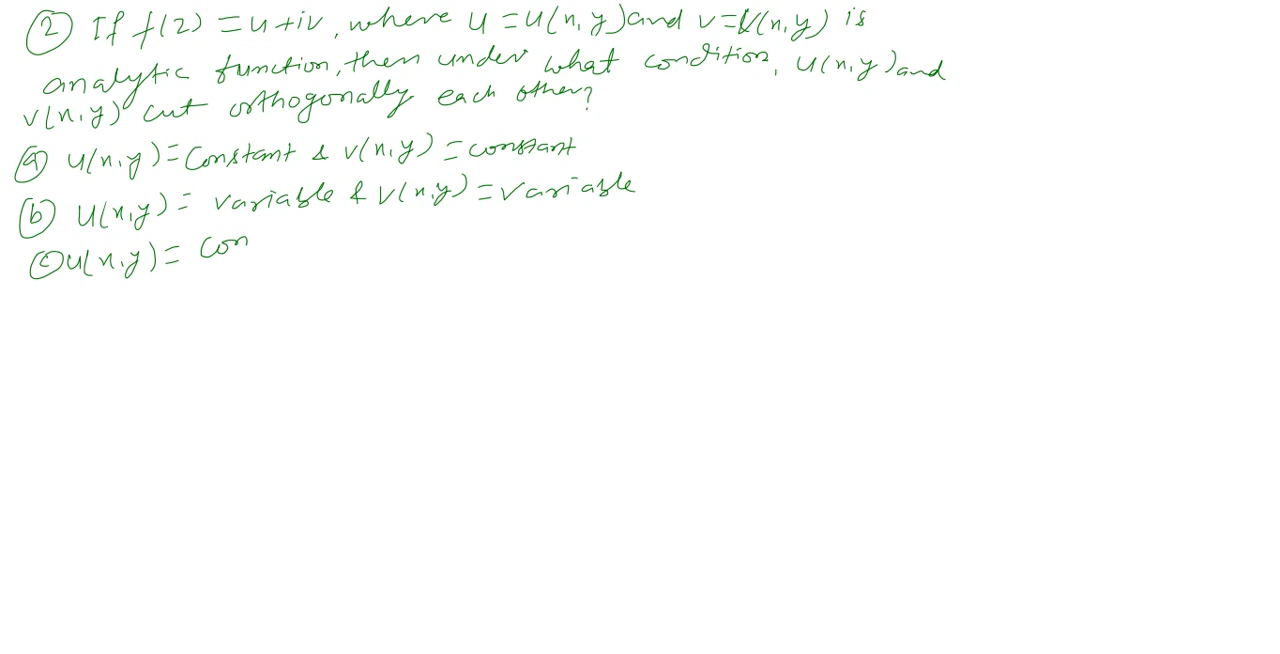 ② If f(z) = u+iv, where u = u(x, y) and v = v(x, y) is
analytic function, then under what condition, u(x, y) and
v(x, y) cut orthogonally each other?
ⓐ u(x, y) = Constant & v(x, y) = constant
ⓑ u(x, y) = variable & v(x, y) = variable
ⓒ u(x, y) = con